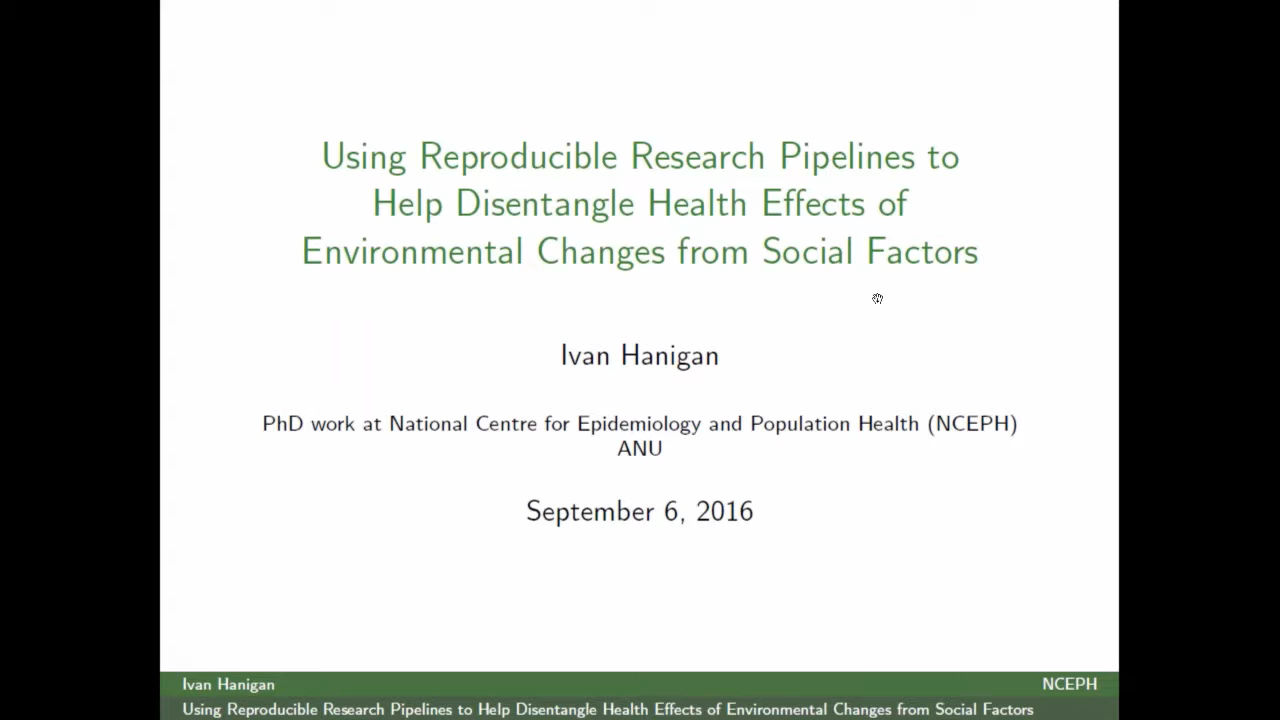 Using Reproducible Research Pipelines to
Help Disentangle Health Effects of
Environmental Changes from Social Factors
Ivan Hanigan
PhD work at National Centre for Epidemiology and Population Health (NCEPH)
ANU
September 6, 2016
Ivan Hanigan NCEPH
Using Reproducible Research Pipelines to Help Disentangle Health Effects of Environmental Changes from Social Factors